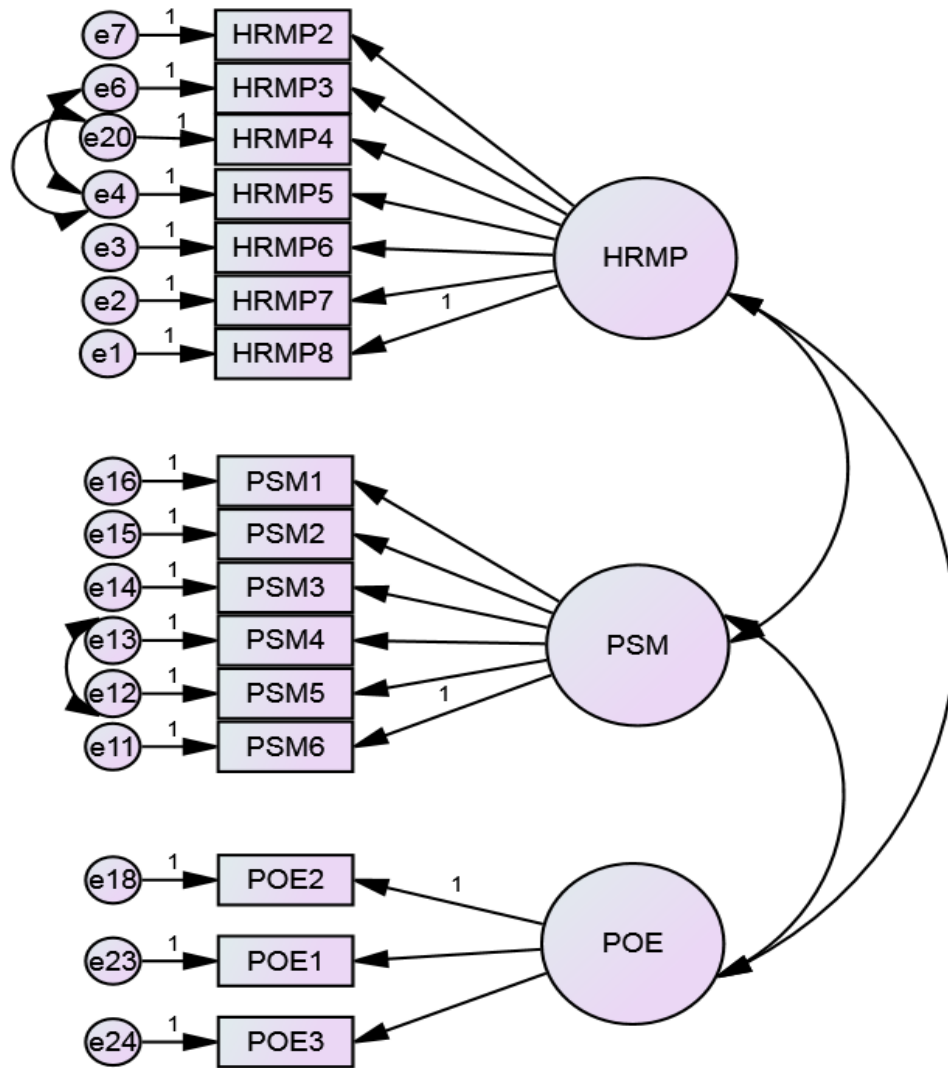 e7 1 HRMP2
e6 1 HRMP3
e20 1 HRMP4
e4 1 HRMP5
HRMP
e3 1 HRMP6
e2 1 HRMP7
1
e1 1 HRMP8
e16 1 PSM1
e15 1 PSM2
e14 1 PSM3
e13 1 PSM4
PSM
e12 1 PSM5
1
e11 1 PSM6
e18 1 POE2
1
POE
e23 1 POE1
e24 1 POE3